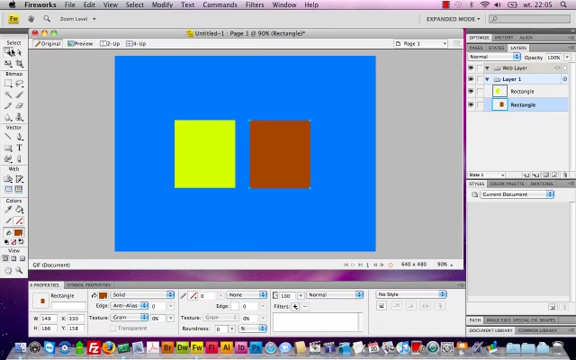 Fireworks File Edit View Select Modify Text Commands Filters Window Help
wt. 22:05
Zoom Level
EXPANDED MODE
Untitled-1 : Page 1 @ 90% (Rectangle)*
Original Preview 2-Up 4-Up
Page 1
Select
Bitmap
Vector
Web
Colors
View
OPTIMIZE HISTORY ALIGN
PAGES STATES LAYERS
Normal Opacity 100%
Web Layer
Layer 1
Rectangle
Rectangle
State 1
STYLES COLOR PALETTE SWATCHES
Current Document
PATH IMAGE EDIT SPECIAL CH
DOCUMENT LIBRARY
GIF (Document)
1
640 x 480 90%
PROPERTIES SYMBOL PROPERTIES
Rectangle
Solid
0 None
100 Normal
No Style
Edge: Anti-Alias 0
Edge: 0
Filters:
W: 149 X: 330
Texture: Grain 0%
Texture: Grain 0%
H: 166 Y: 158
Transparent
Roundness: 0 %